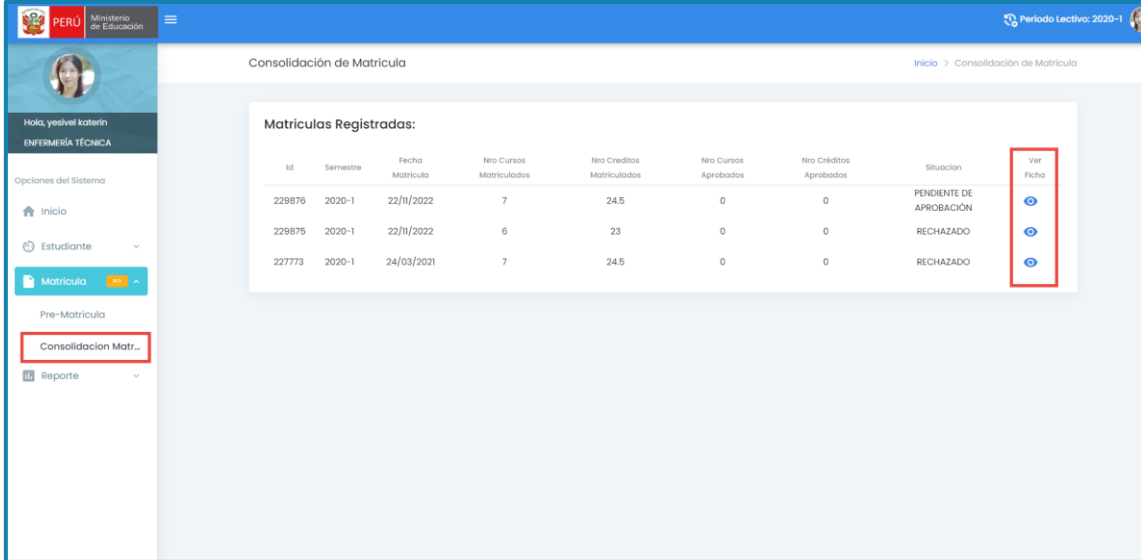 PERÚ
Ministerio
de Educación
Periodo Lectivo: 2020-1
Hola, yesivel katerin
ENFERMERÍA TÉCNICA
Opciones del Sistema
Inicio
Estudiante
Matricula
Pre-Matricula
Consolidacion Matr...
Reporte
Consolidación de Matricula
Inicio > Consolidación de Matricula
Matriculas Registradas:
Id Semestre Fecha Matricula Nro Cursos Matriculados Nro Creditos Matriculados Nro Cursos Aprobados Nro Créditos Aprobados Situacion Ver Ficha
229876 2020-1 22/11/2022 7 24.5 0 0 PENDIENTE DE APROBACIÓN
229875 2020-1 22/11/2022 6 23 0 0 RECHAZADO
227773 2020-1 24/03/2021 7 24.5 0 0 RECHAZADO